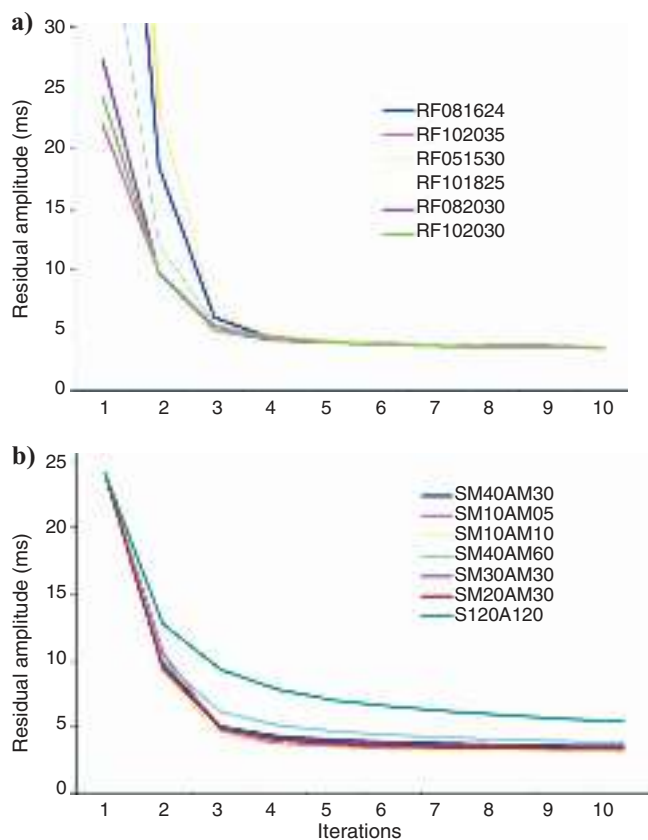 a)
30
25
20
15
10
5
0
Residual amplitude (ms)
RF081624
RF102035
RF051530
RF101825
RF082030
RF102030
1 2 3 4 5 6 7 8 9 10
b)
25
20
15
10
5
0
Residual amplitude (ms)
SM40AM30
SM10AM05
SM10AM10
SM40AM60
SM30AM30
SM20AM30
S120A120
1 2 3 4 5 6 7 8 9 10
Iterations